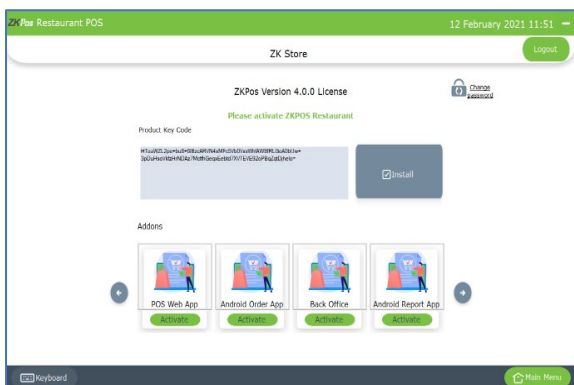 ZKPos Restaurant POS
12 February 2021 11:51
ZK Store
Logout
ZKPos Version 4.0.0 License
Change
password
Please activate ZKPOS Restaurant
Product Key Code
Install
Addons
POS Web App
Android Order App
Back Office
Android Report App
Activate
Activate
Activate
Activate
Keyboard
Main Menu